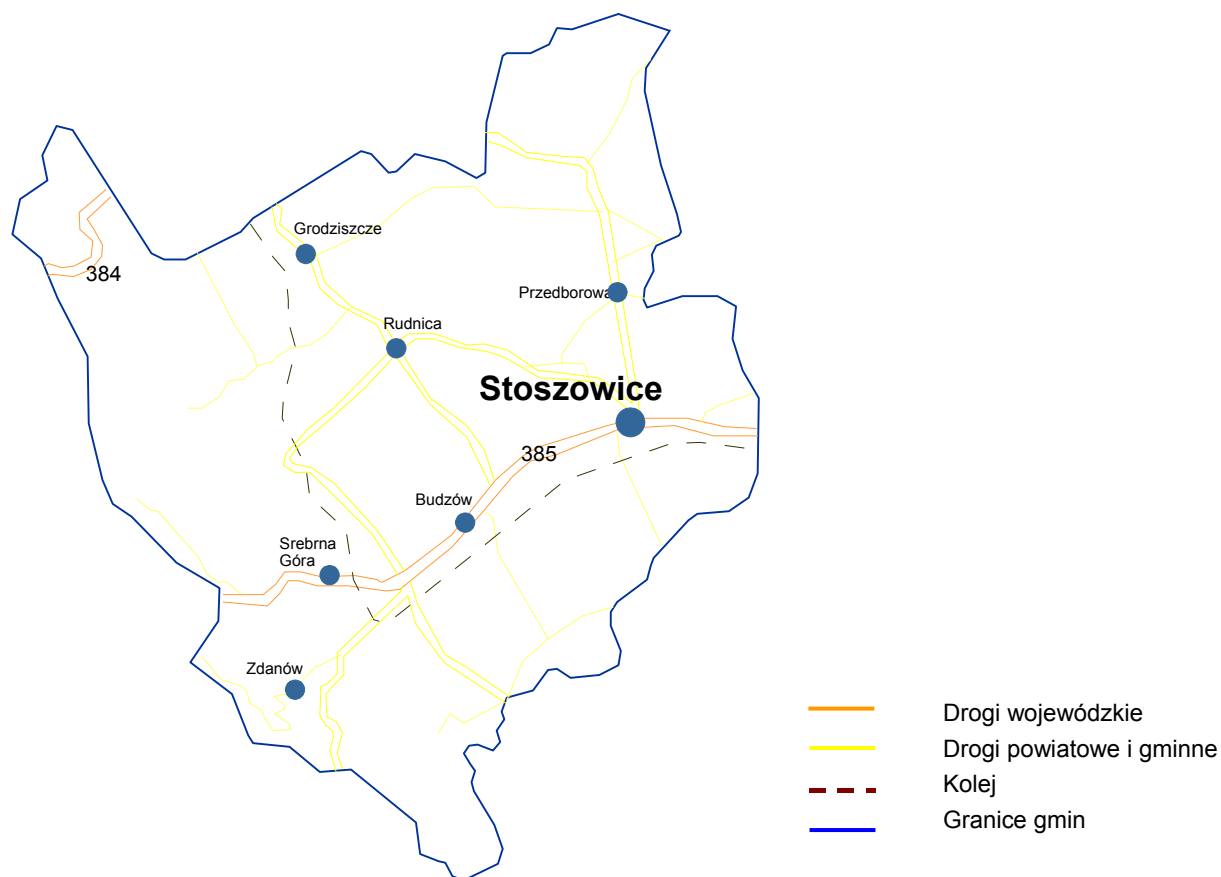 Grodziszcze
384
Przedborowa
Rudnica
Stoszowice
385
Budzów
Srebrna
Góra
Zdanów
Drogi wojewódzkie
Drogi powiatowe i gminne
Kolej
Granice gmin